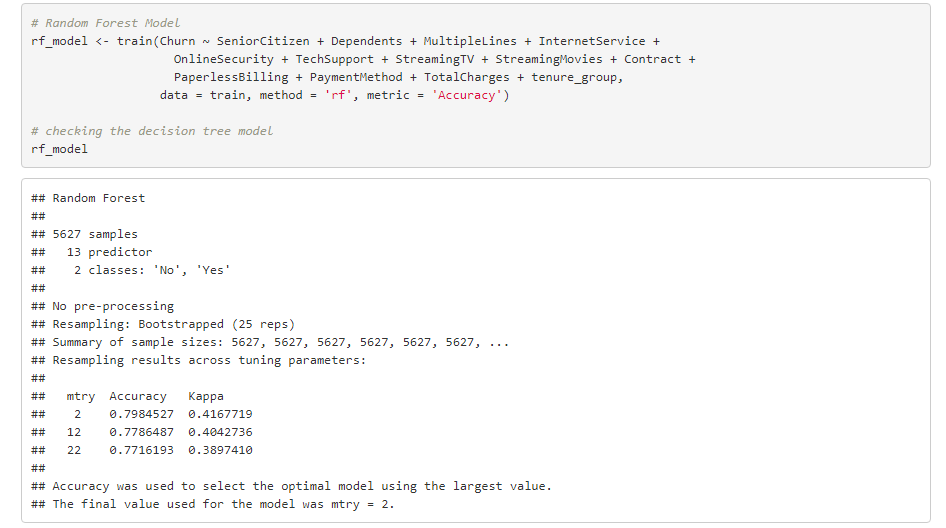 # Random Forest Model
rf_model <- train(Churn ~ SeniorCitizen + Dependents + MultipleLines + InternetService +
                    OnlineSecurity + TechSupport + StreamingTV + StreamingMovies + Contract +
                    PaperlessBilling + PaymentMethod + TotalCharges + tenure_group,
                  data = train, method = 'rf', metric = 'Accuracy')

# checking the decision tree model
rf_model

## Random Forest
##
## 5627 samples
##   13 predictor
##    2 classes: 'No', 'Yes'
##
## No pre-processing
## Resampling: Bootstrapped (25 reps)
## Summary of sample sizes: 5627, 5627, 5627, 5627, 5627, 5627, ...
## Resampling results across tuning parameters:
##
##   mtry  Accuracy   Kappa
##    2    0.7984527  0.4167719
##   12    0.7786487  0.4042736
##   22    0.7716193  0.3897410
##
## Accuracy was used to select the optimal model using the largest value.
## The final value used for the model was mtry = 2.